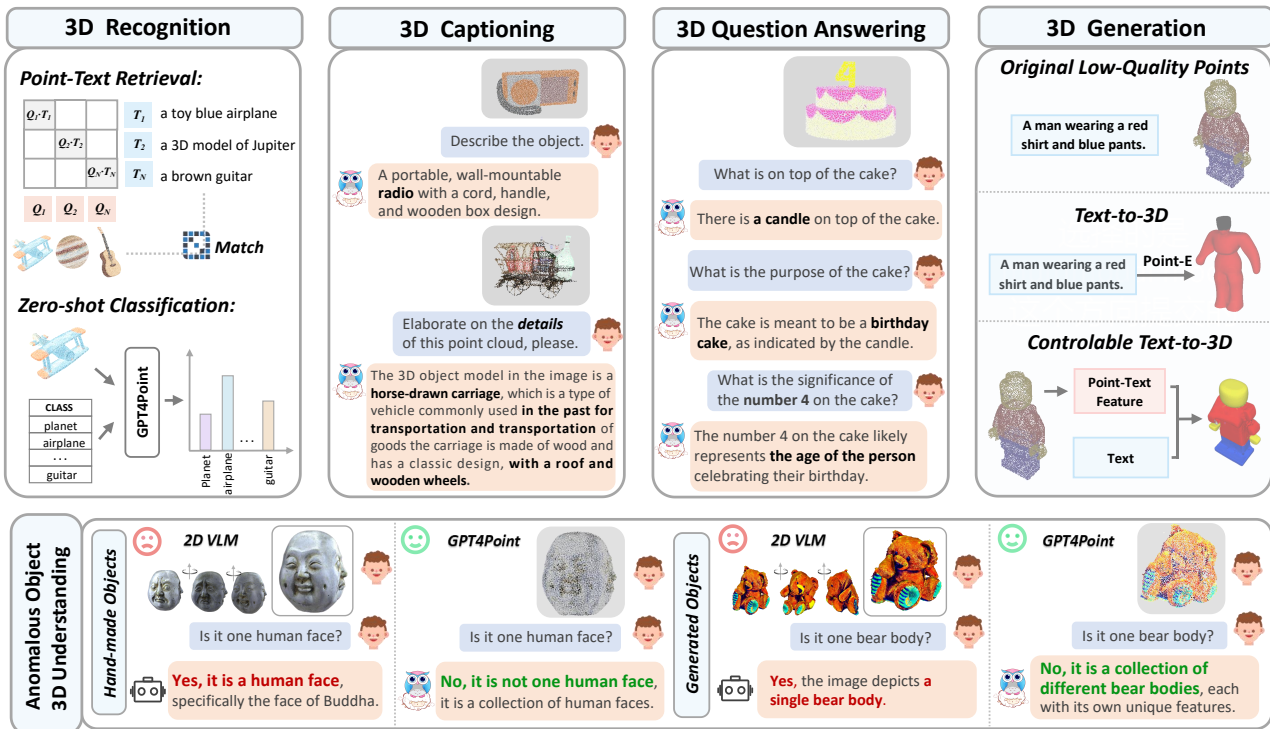 3D Recognition
Point-Text Retrieval:
Q1·T1
Q2·T2
QN·TN
T1
a toy blue airplane
T2
a 3D model of Jupiter
TN
a brown guitar
Q1
Q2
QN
Match
Zero-shot Classification:
CLASS
planet
airplane
...
guitar
GPT4Point
...
Planet
airplane
guitar
3D Captioning
Describe the object.
A portable, wall-mountable
radio with a cord, handle,
and wooden box design.
Elaborate on the details
of this point cloud, please.
The 3D object model in the image is a
horse-drawn carriage, which is a type of
vehicle commonly used in the past for
transportation and transportation of
goods the carriage is made of wood and
has a classic design, with a roof and
wooden wheels.
3D Question Answering
4
What is on top of the cake?
There is a candle on top of the cake.
What is the purpose of the cake?
The cake is meant to be a birthday
cake, as indicated by the candle.
What is the significance of
the number 4 on the cake?
The number 4 on the cake likely
represents the age of the person
celebrating their birthday.
3D Generation
Original Low-Quality Points
A man wearing a red
shirt and blue pants.
Text-to-3D
A man wearing a red
shirt and blue pants.
Point-E
Controlable Text-to-3D
Point-Text
Feature
Text
Anomalous Object
3D Understanding
Hand-made Objects
2D VLM
Is it one human face?
Yes, it is a human face,
specifically the face of Buddha.
GPT4Point
Is it one human face?
No, it is not one human face,
it is a collection of human faces.
Generated Objects
2D VLM
Is it one bear body?
Yes, the image depicts a
single bear body.
GPT4Point
Is it one bear body?
No, it is a collection of
different bear bodies, each
with its own unique features.